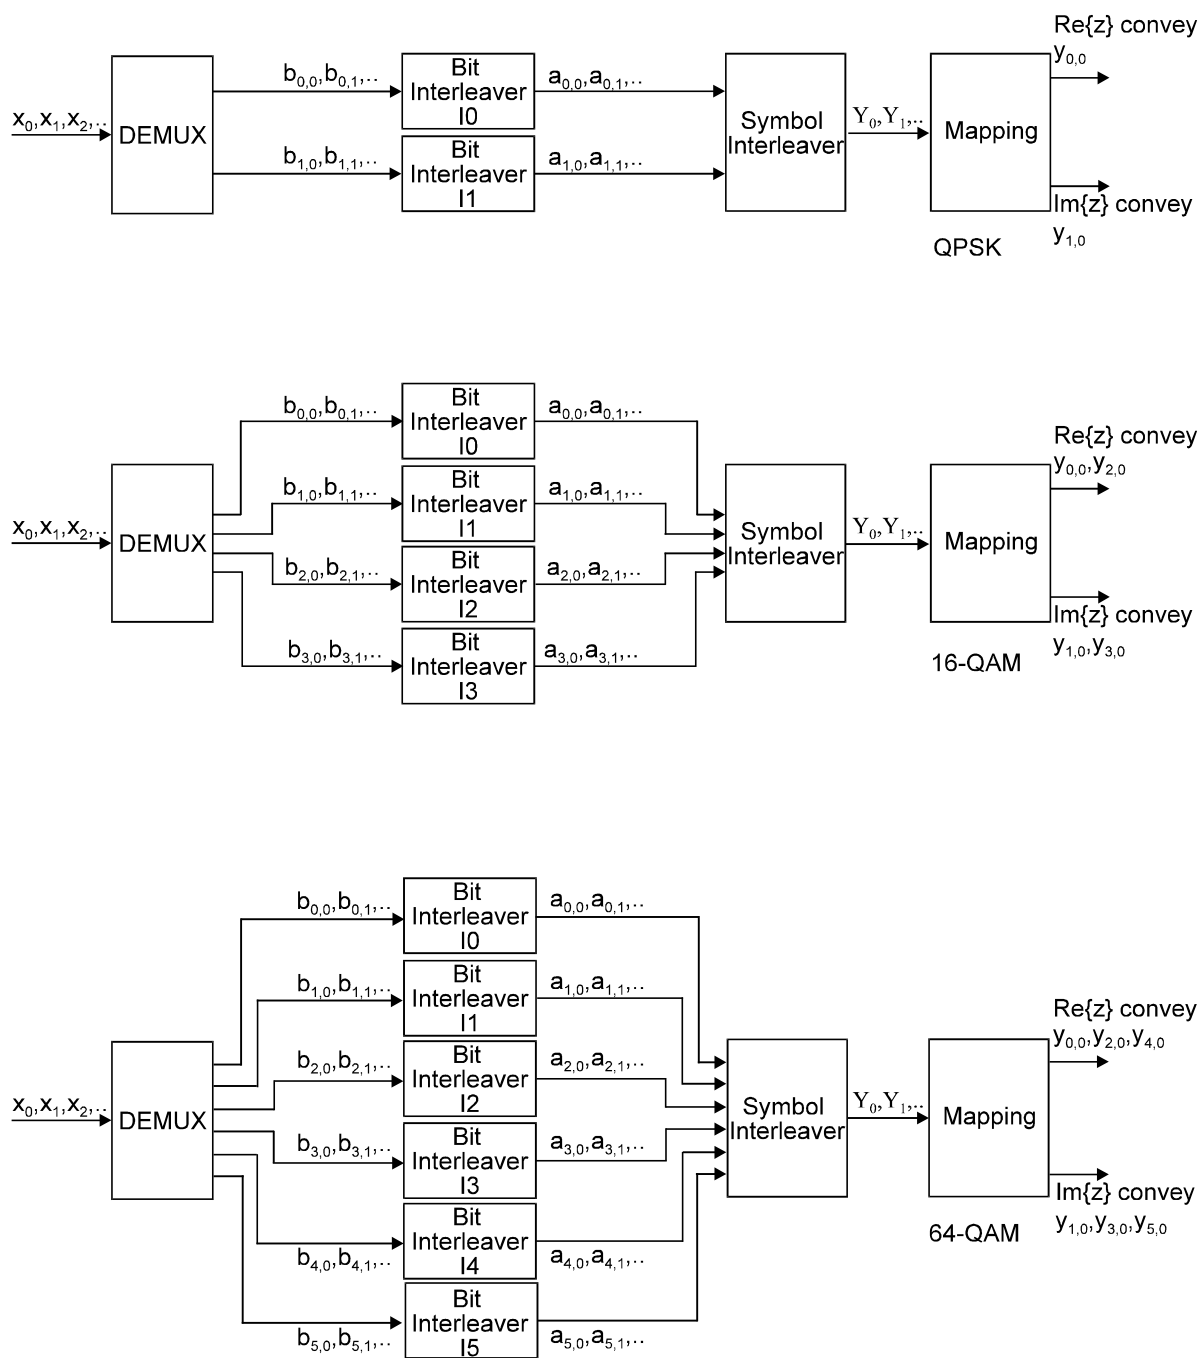 Re{z} convey
y0,0
x0,x1,x2,..
DEMUX
b0,0,b0,1,..
Bit
Interleaver
I0
a0,0,a0,1,..
b1,0,b1,1,..
Bit
Interleaver
I1
a1,0,a1,1,..
Symbol
Interleaver
Y0,Y1,..
Mapping
Im{z} convey
y1,0
QPSK
x0,x1,x2,..
DEMUX
b0,0,b0,1,..
Bit
Interleaver
I0
a0,0,a0,1,..
b1,0,b1,1,..
Bit
Interleaver
I1
a1,0,a1,1,..
b2,0,b2,1,..
Bit
Interleaver
I2
a2,0,a2,1,..
b3,0,b3,1,..
Bit
Interleaver
I3
a3,0,a3,1,..
Symbol
Interleaver
Y0,Y1,..
Mapping
Re{z} convey
y0,0,y2,0
Im{z} convey
y1,0,y3,0
16-QAM
x0,x1,x2,..
DEMUX
b0,0,b0,1,..
Bit
Interleaver
I0
a0,0,a0,1,..
b1,0,b1,1,..
Bit
Interleaver
I1
a1,0,a1,1,..
b2,0,b2,1,..
Bit
Interleaver
I2
a2,0,a2,1,..
b3,0,b3,1,..
Bit
Interleaver
I3
a3,0,a3,1,..
b4,0,b4,1,..
Bit
Interleaver
I4
a4,0,a4,1,..
b5,0,b5,1,..
Bit
Interleaver
I5
a5,0,a5,1,..
Symbol
Interleaver
Y0,Y1,..
Mapping
Re{z} convey
y0,0,y2,0,y4,0
Im{z} convey
y1,0,y3,0,y5,0
64-QAM